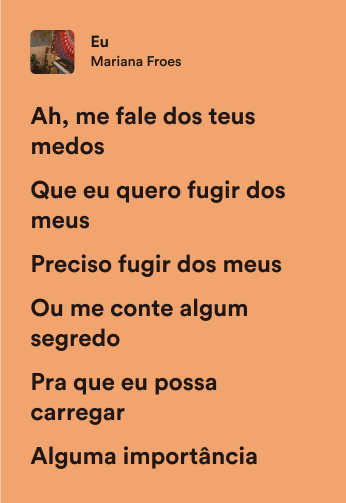 Eu
Mariana Froes
Ah, me fale dos teus
medos
Que eu quero fugir dos
meus
Preciso fugir dos meus
Ou me conte algum
segredo
Pra que eu possa
carregar
Alguma importância